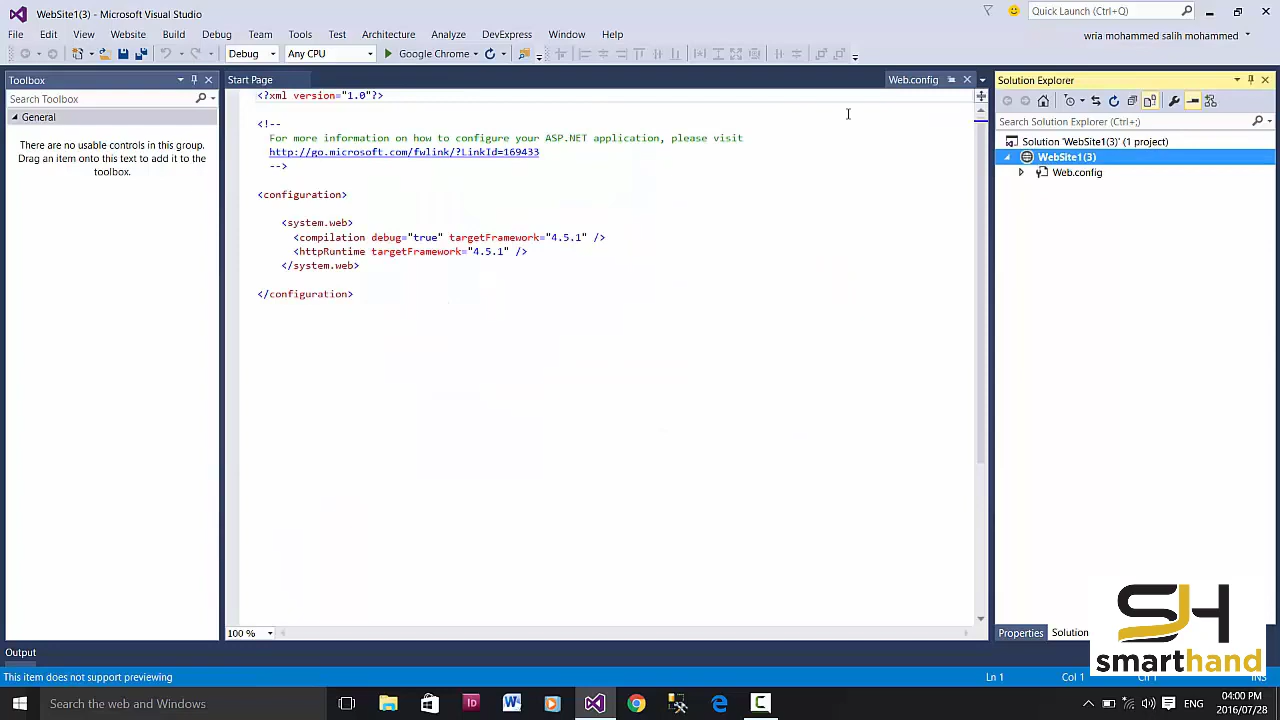 WebSite1(3) - Microsoft Visual Studio
Quick Launch (Ctrl+Q)
File Edit View Website Build Debug Team Tools Test Architecture Analyze DevExpress Window Help
wria mohammed salih mohammed
Debug Any CPU Google Chrome
Toolbox
Search Toolbox
General
There are no usable controls in this group. Drag an item onto this text to add it to the toolbox.
Start Page
Web.config
<?xml version="1.0"?>
<!--
For more information on how to configure your ASP.NET application, please visit
http://go.microsoft.com/fwlink/?LinkId=169433
-->
<configuration>
<system.web>
<compilation debug="true" targetFramework="4.5.1" />
<httpRuntime targetFramework="4.5.1" />
</system.web>
</configuration>
100 %
Solution Explorer
Search Solution Explorer (Ctrl+;)
Solution 'WebSite1(3)' (1 project)
WebSite1(3)
Web.config
Properties
SH
smarthand
Output
This item does not support previewing
Ln 1
Col 1
INS
Search the web and Windows
ENG
04:00 PM
2016/07/28